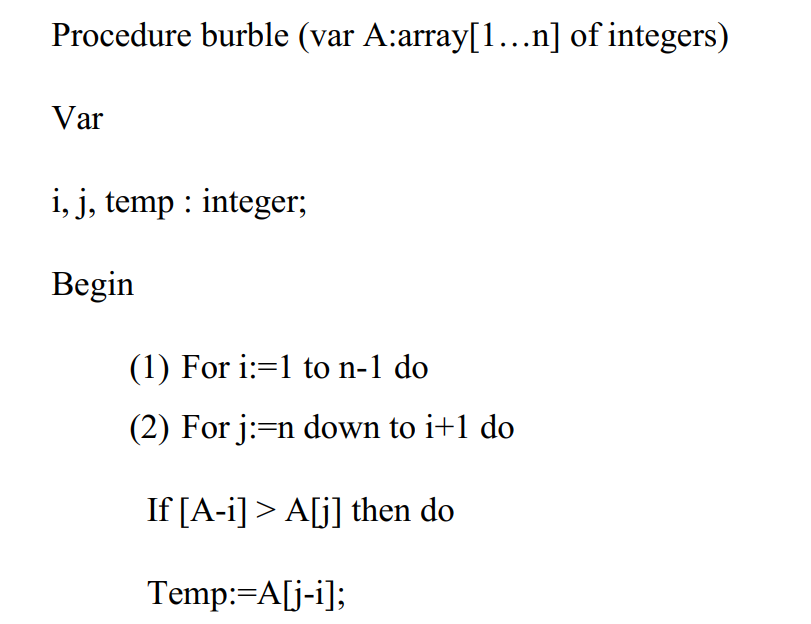 Procedure burble (var A:array[1…n] of integers)
Var
i, j, temp : integer;
Begin
(1) For i:=1 to n-1 do
(2) For j:=n down to i+1 do
If [A-i] > A[j] then do
Temp:=A[j-i];